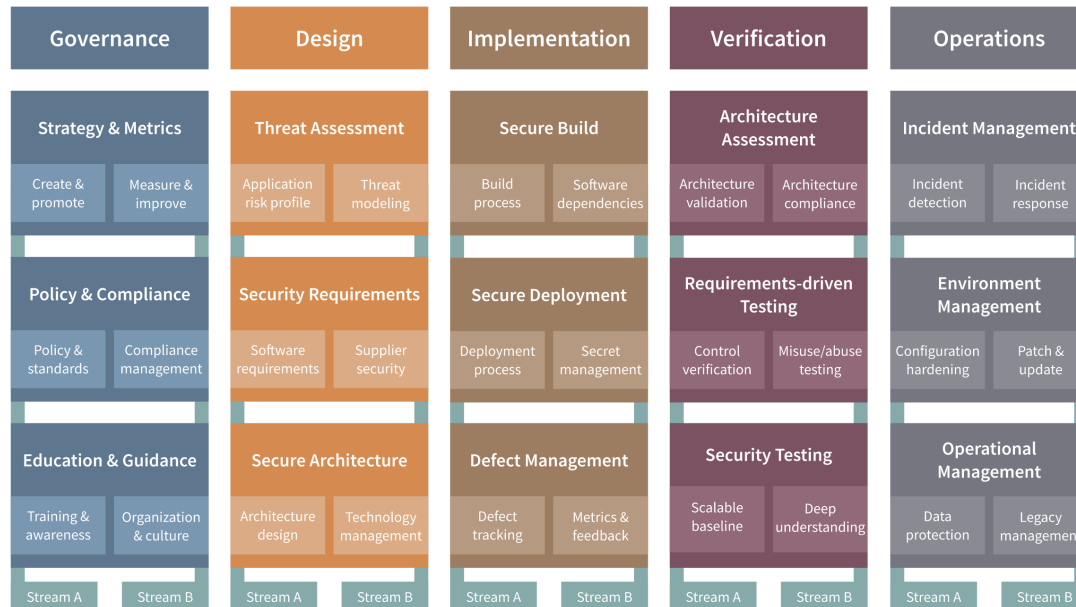 Governance
Design
Implementation
Verification
Operations
Strategy & Metrics
Create &
promote
Measure &
improve
Threat Assessment
Application
risk profile
Threat
modeling
Secure Build
Build
process
Software
dependencies
Architecture
Assessment
Architecture
validation
Architecture
compliance
Incident Management
Incident
detection
Incident
response
Policy & Compliance
Policy &
standards
Compliance
management
Security Requirements
Software
requirements
Supplier
security
Secure Deployment
Deployment
process
Secret
management
Requirements-driven
Testing
Control
verification
Misuse/abuse
testing
Environment
Management
Configuration
hardening
Patch &
update
Education & Guidance
Training &
awareness
Organization
& culture
Secure Architecture
Architecture
design
Technology
management
Defect Management
Defect
tracking
Metrics &
feedback
Security Testing
Scalable
baseline
Deep
understanding
Operational
Management
Data
protection
Legacy
management
Stream A
Stream B
Stream A
Stream B
Stream A
Stream B
Stream A
Stream B
Stream A
Stream B